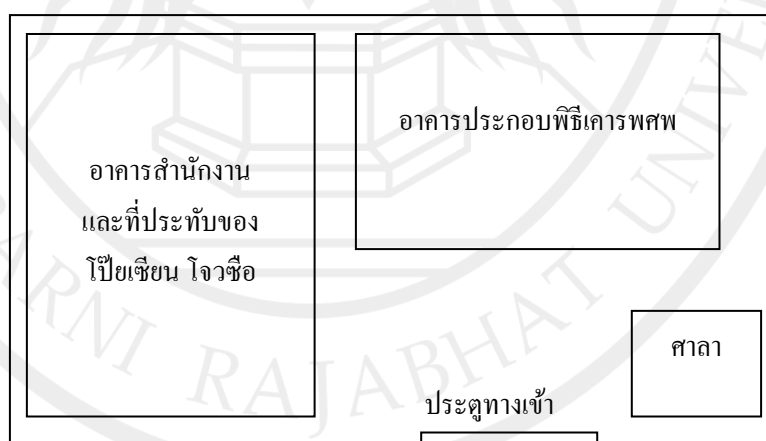 อาคารสำนักงาน
และที่ประทับของ
โป๊ยเซียน โจวซือ
อาคารประกอบพิธีเคารพศพ
ศาลา
ประตูทางเข้า
ARNI RAJABHAT UNIVE